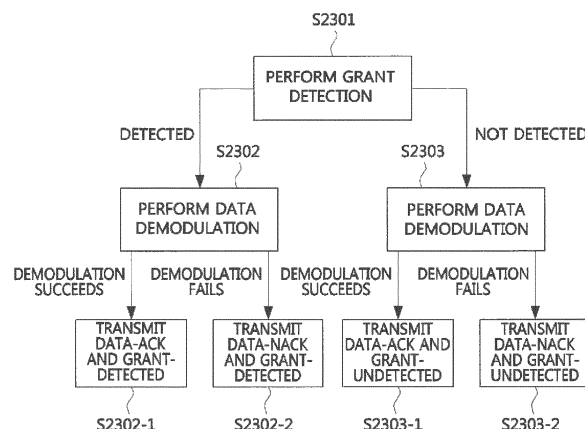 S2301
PERFORM GRANT
DETECTION
DETECTED
NOT DETECTED
S2302
S2303
PERFORM DATA
DEMODULATION
PERFORM DATA
DEMODULATION
DEMODULATION
SUCCEEDS
DEMODULATION
FAILS
DEMODULATION
SUCCEEDS
DEMODULATION
FAILS
TRANSMIT
DATA-ACK
AND GRANT-
DETECTED
TRANSMIT
DATA-NACK
AND GRANT-
DETECTED
TRANSMIT
DATA-ACK AND
GRANT-
UNDETECTED
TRANSMIT
DATA-NACK
AND GRANT-
UNDETECTED
S2302-1
S2302-2
S2303-1
S2303-2